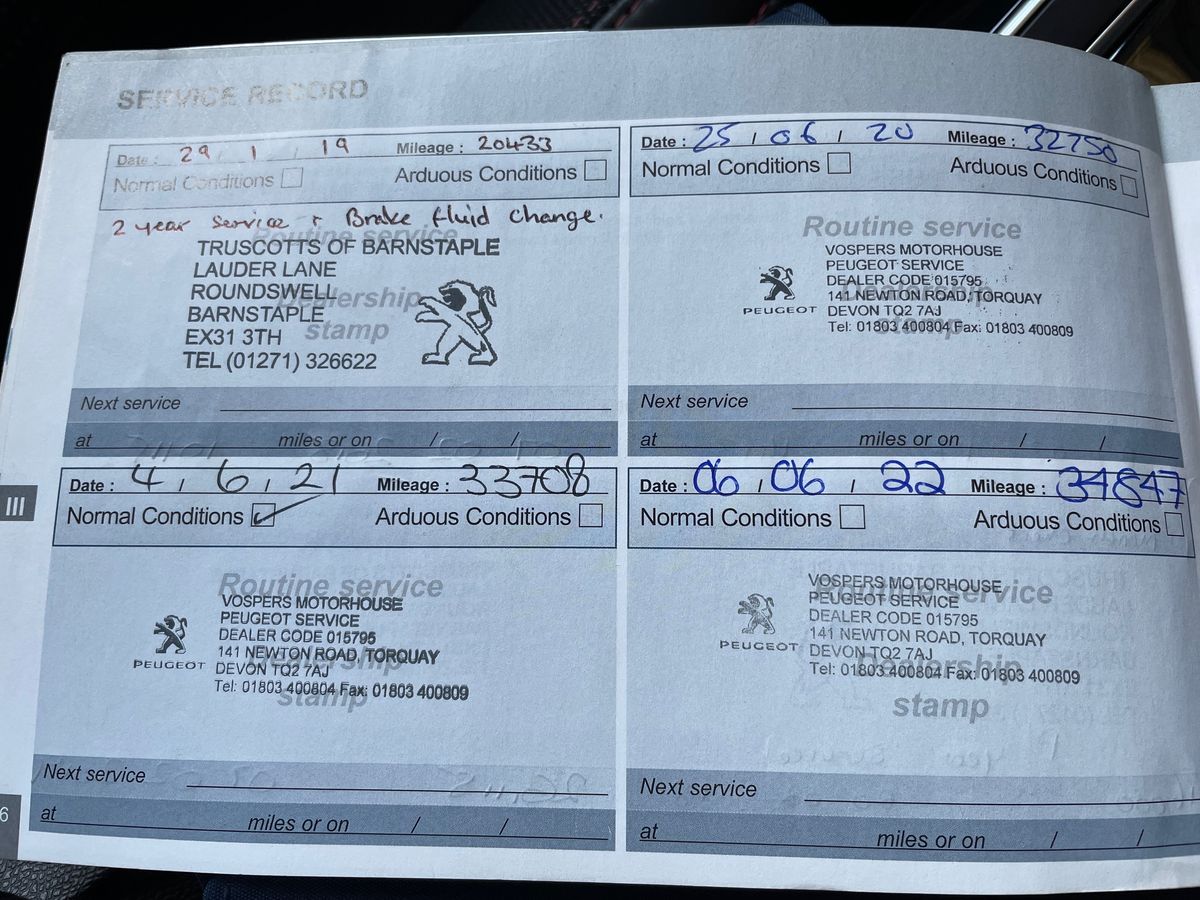 SERVICE RECORD
Date : 29 / 1 / 19 Mileage : 20433
Normal Conditions Arduous Conditions
2 year service + Brake fluid change.
Routine service
TRUSCOTTS OF BARNSTAPLE
LAUDER LANE
ROUNDSWELL
Dealership
BARNSTAPLE
stamp
EX31 3TH
TEL (01271) 326622
Next service
at miles or on / /
Date : 25 / 06 / 20 Mileage : 32750
Normal Conditions Arduous Conditions
Routine service
VOSPERS MOTORHOUSE
PEUGEOT SERVICE
DEALER CODE 015795
Dealership
141 NEWTON ROAD, TORQUAY
PEUGEOT DEVON TQ2 7AJ
stamp
Tel: 01803 400804 Fax: 01803 400809
Next service
at miles or on / /
III
Date : 4 / 6 / 21 Mileage : 33708
Normal Conditions Arduous Conditions
Routine service
VOSPERS MOTORHOUSE
PEUGEOT SERVICE
DEALER CODE 015795
141 NEWTON ROAD, TORQUAY
Dealership
PEUGEOT DEVON TQ2 7AJ
Tel: 01803 400804 Fax: 01803 400809
stamp
Next service
at miles or on / /
Date : 06 / 06 / 22 Mileage : 34847
Normal Conditions Arduous Conditions
VOSPERS MOTORHOUSE
Routine service
PEUGEOT SERVICE
DEALER CODE 015795
141 NEWTON ROAD, TORQUAY
PEUGEOT DEVON TQ2 7AJ
Dealership
Tel: 01803 400804 Fax: 01803 400809
stamp
Next service
at miles or on / /
6